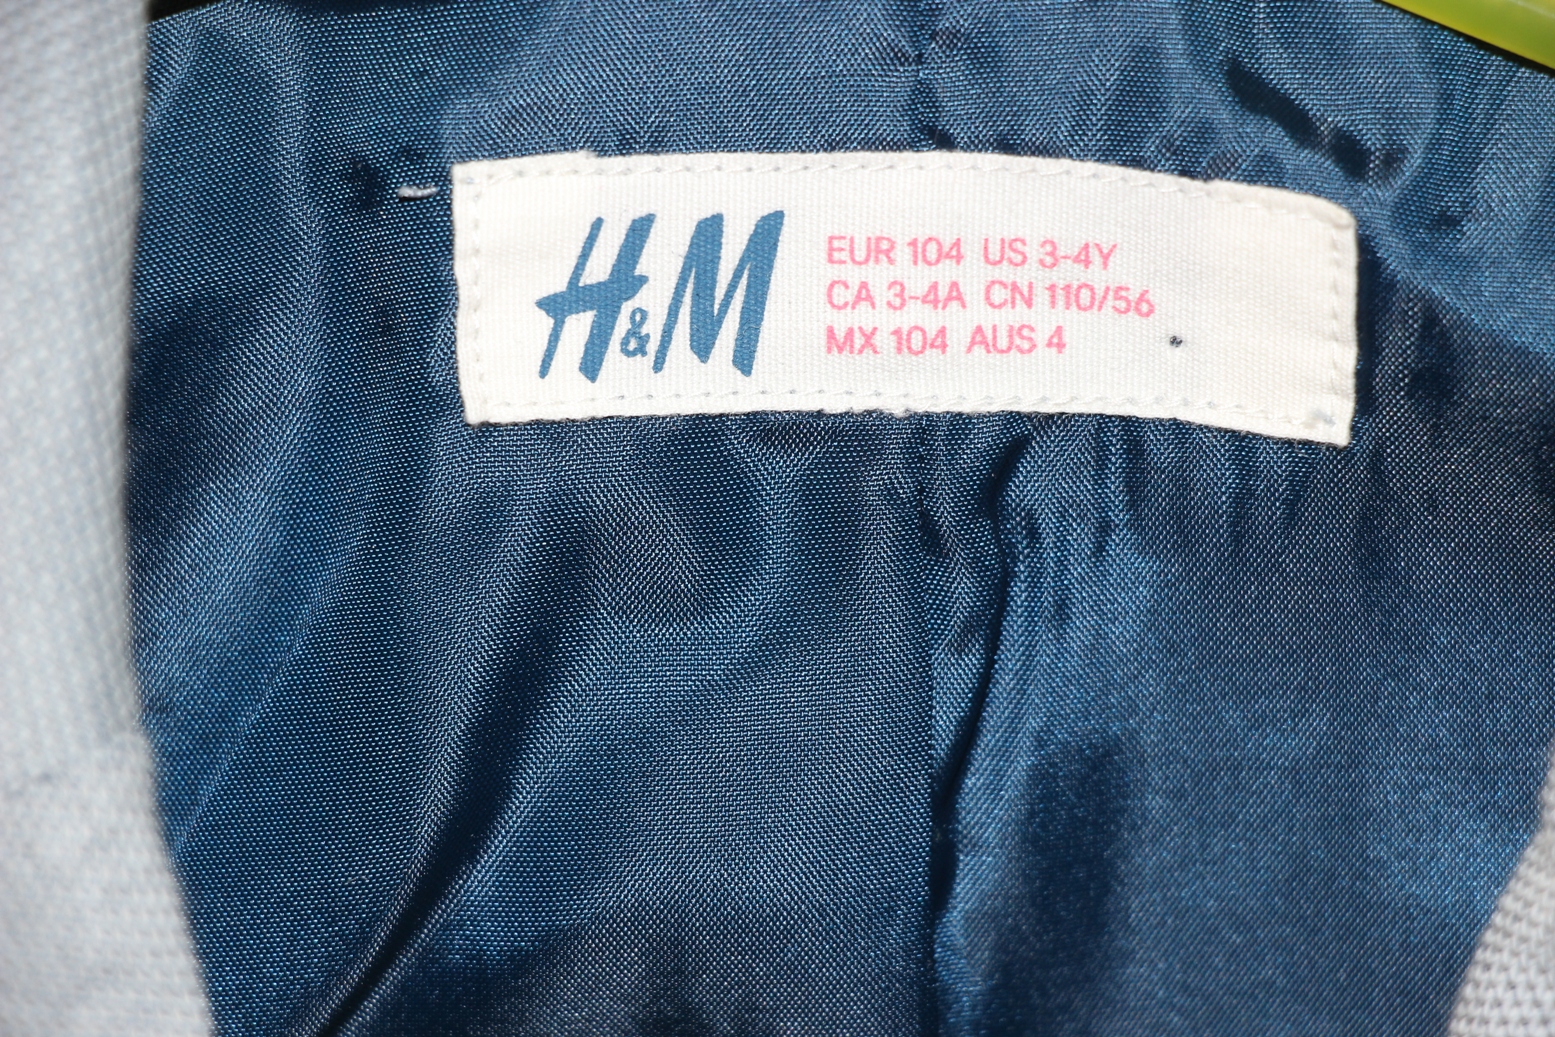 H&M
EUR 104 US 3-4Y
CA 3-4A CN 110/56
MX 104 AUS 4